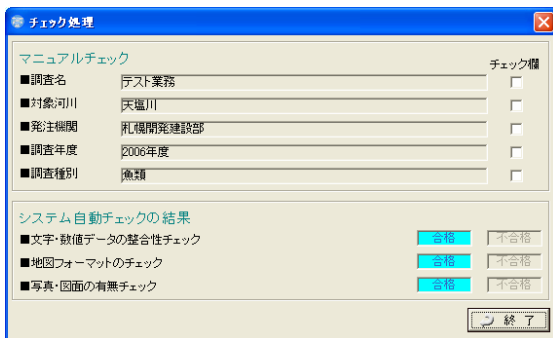 チェック処理
マニュアルチェック
チェック欄
■調査名 テスト業務
■対象河川 天塩川
■発注機関 札幌開発建設部
■調査年度 2006年度
■調査種別 魚類
システム自動チェックの結果
■文字・数値データの整合性チェック 合格 不合格
■地図フォーマットのチェック 合格 不合格
■写真・図面の有無チェック 合格 不合格
終了